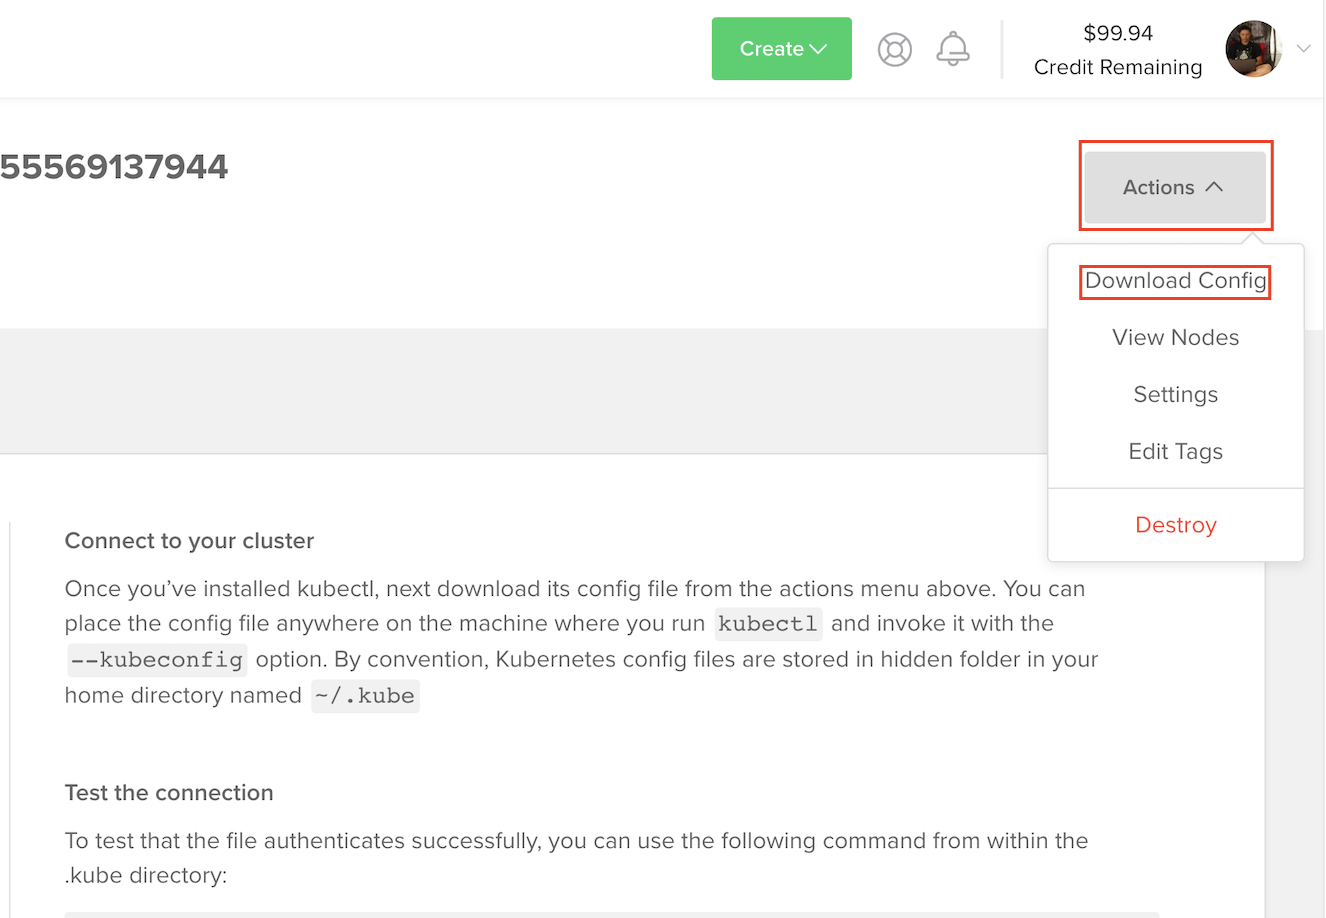 Create
$99.94
Credit Remaining
55569137944
Actions
Download Config
View Nodes
Settings
Edit Tags
Destroy
Connect to your cluster
Once you’ve installed kubectl, next download its config file from the actions menu above. You can
place the config file anywhere on the machine where you run kubectl and invoke it with the
--kubeconfig option. By convention, Kubernetes config files are stored in hidden folder in your
home directory named ~/.kube
Test the connection
To test that the file authenticates successfully, you can use the following command from within the
.kube directory: